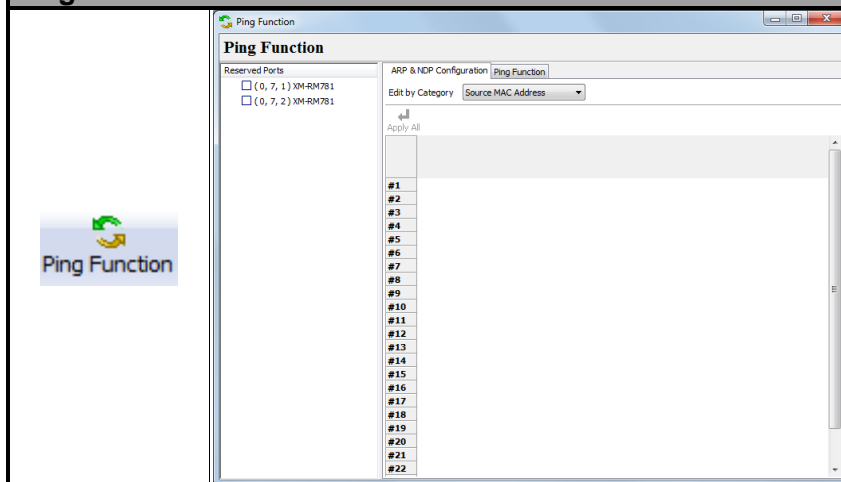 Ping Function
Ping Function
Ping Function
Reserved Ports
( 0, 7, 1 ) XM-RM781
( 0, 7, 2 ) XM-RM781
ARP & NDP Configuration Ping Function
Edit by Category Source MAC Address
Apply All
#1
#2
#3
#4
#5
#6
#7
#8
#9
#10
#11
#12
#13
#14
#15
#16
#17
#18
#19
#20
#21
#22